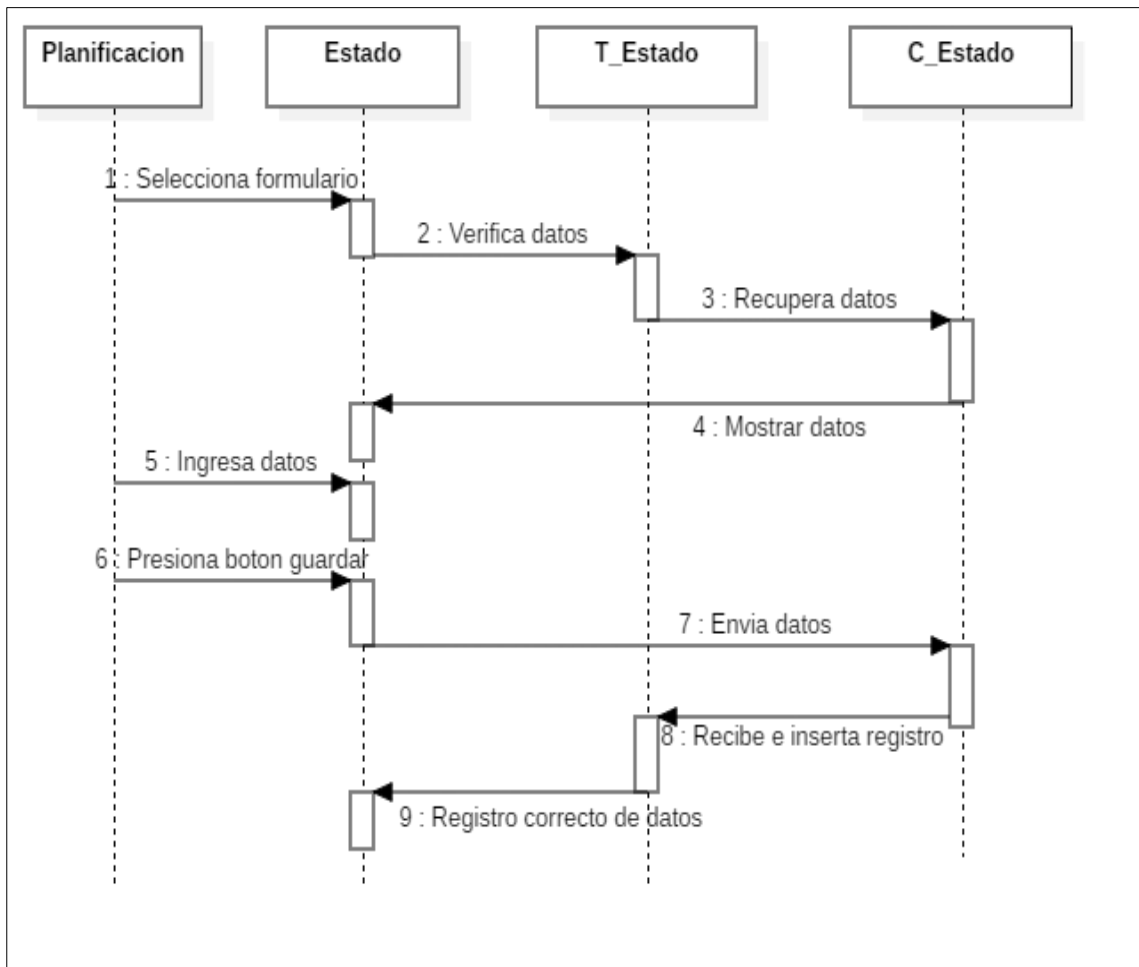 Planificacion
Estado
T_Estado
C_Estado
1 : Selecciona formulario
2 : Verifica datos
3 : Recupera datos
4 : Mostrar datos
5 : Ingresa datos
6 : Presiona boton guardar
7 : Envia datos
8 : Recibe e inserta registro
9 : Registro correcto de datos